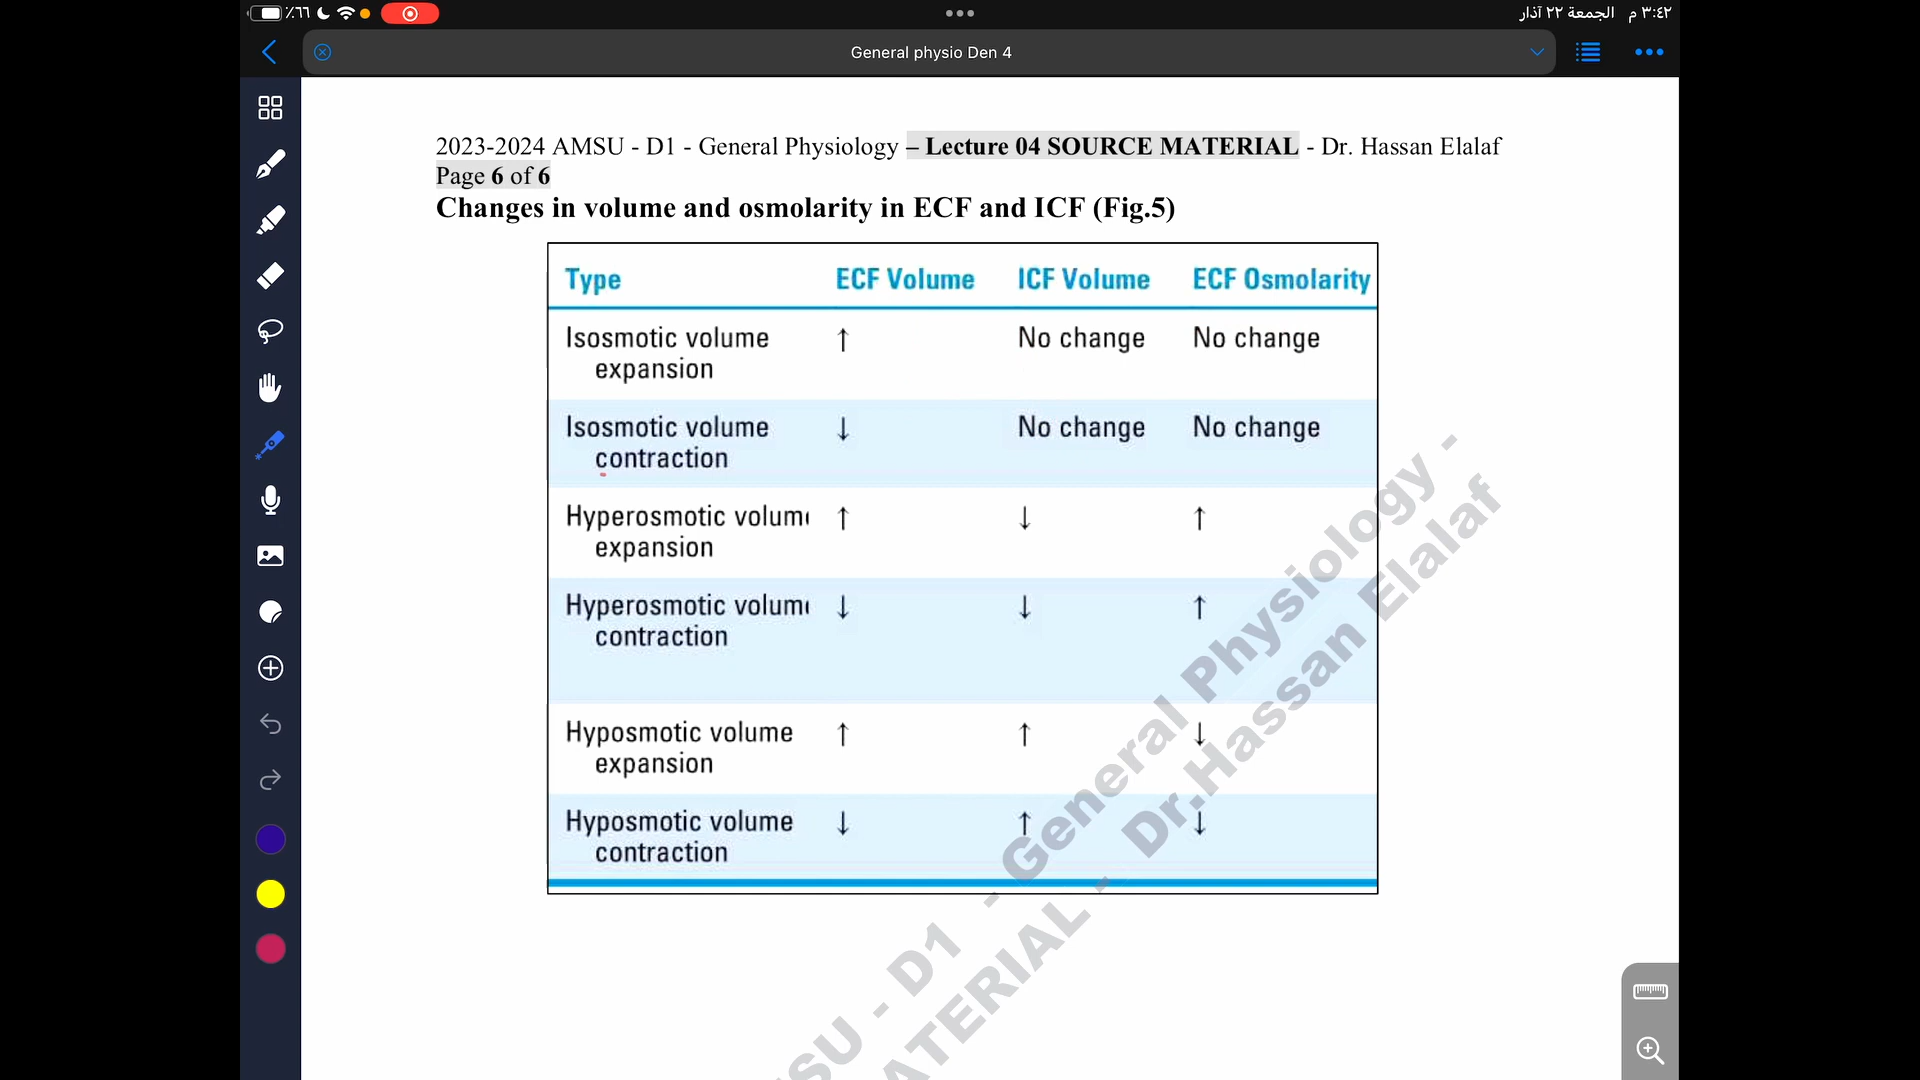 ٪٦٦
٣:٤٢ م الجمعة ٢٢ آذار
General physio Den 4
2023-2024 AMSU - D1 - General Physiology – Lecture 04 SOURCE MATERIAL - Dr. Hassan Elalaf
Page 6 of 6
Changes in volume and osmolarity in ECF and ICF (Fig.5)
Type ECF Volume ICF Volume ECF Osmolarity
Isosmotic volume ↑ No change No change
expansion
Isosmotic volume ↓ No change No change
contraction
Hyperosmotic volum ↑ ↓ ↑
expansion
Hyperosmotic volum ↓ ↓ ↑
contraction
Hyposmotic volume ↑ ↑ ↓
expansion
Hyposmotic volume ↓ ↑ ↓
contraction
SU - D1 - General Physiology -
ATERIAL - Dr.Hassan Elalaf